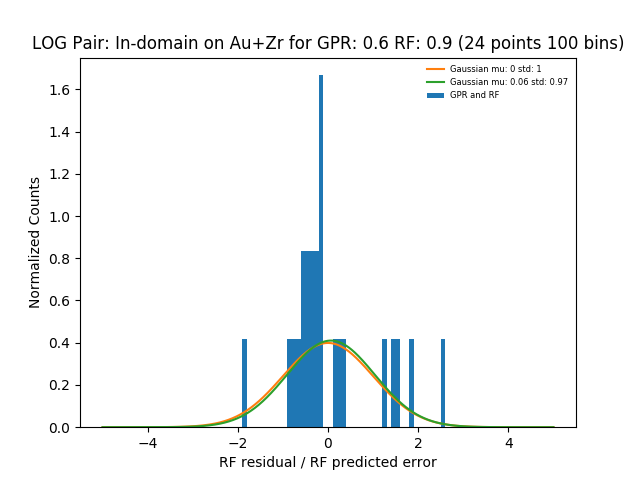 LOG Pair: In-domain on Au+Zr for GPR: 0.6 RF: 0.9 (24 points 100 bins)
Gaussian mu: 0 std: 1
Gaussian mu: 0.06 std: 0.97
GPR and RF
Normalized Counts
1.6
1.4
1.2
1.0
0.8
0.6
0.4
0.2
0.0
−4 −2 0 2 4
RF residual / RF predicted error